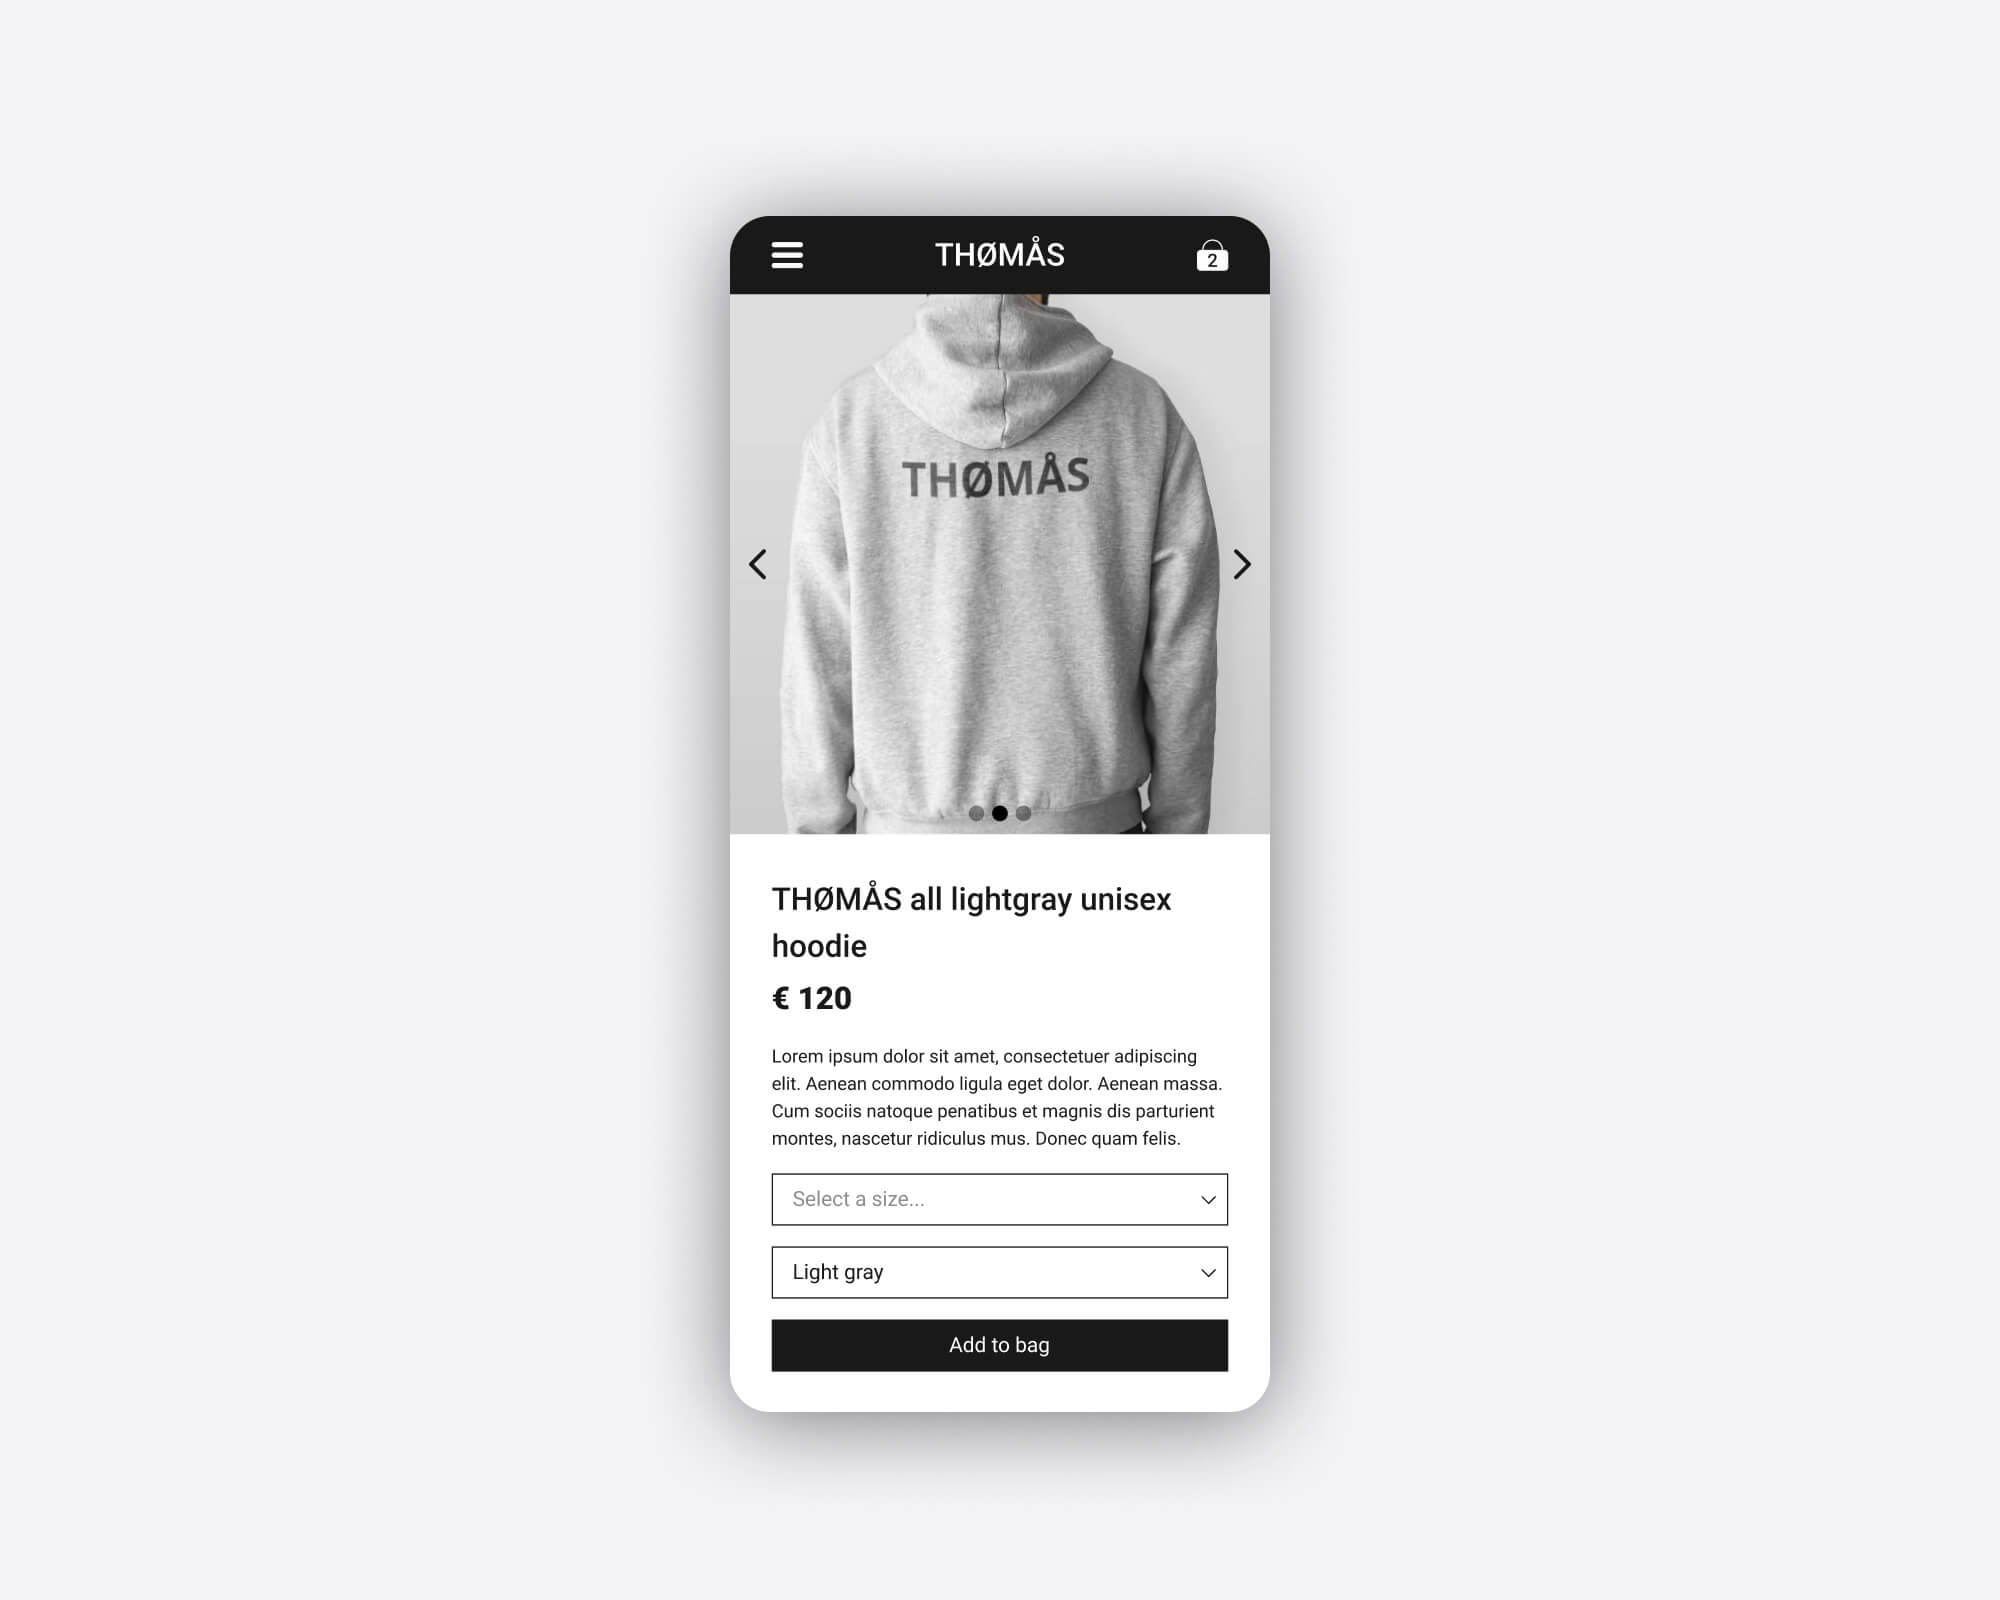 THØMÅS
2
THØMÅS
THØMÅS all lightgray unisex
hoodie
€ 120
Lorem ipsum dolor sit amet, consectetuer adipiscing
elit. Aenean commodo ligula eget dolor. Aenean massa.
Cum sociis natoque penatibus et magnis dis parturient
montes, nascetur ridiculus mus. Donec quam felis.
Select a size...
Light gray
Add to bag